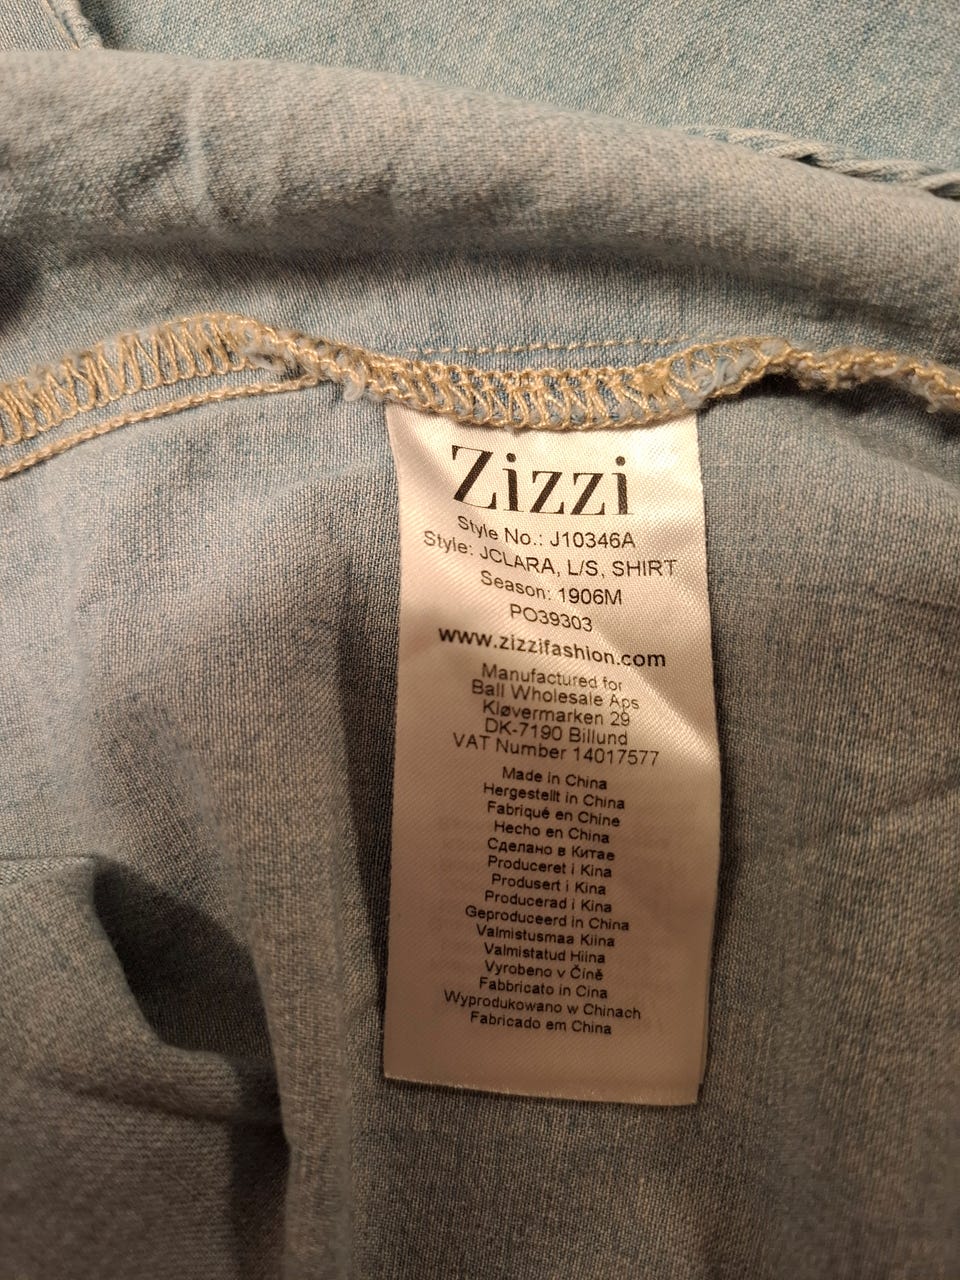 Zizzi
Style No.: J10346A
Style: JCLARA, L/S, SHIRT
Season: 1906M
PO39303
www.zizzifashion.com
Manufactured for
Ball Wholesale Aps
Kløvermarken 29
DK-7190 Billund
VAT Number 14017577
Made in China
Hergestellt in China
Fabriqué en Chine
Hecho en China
Сделано в Китае
Produceret i Kina
Produsert i Kina
Producerad i Kina
Geproduceerd in China
Valmistusmaa Kiina
Valmistatud Hiina
Vyrobeno v Číně
Fabbricato in Cina
Wyprodukowano w Chinach
Fabricado em China